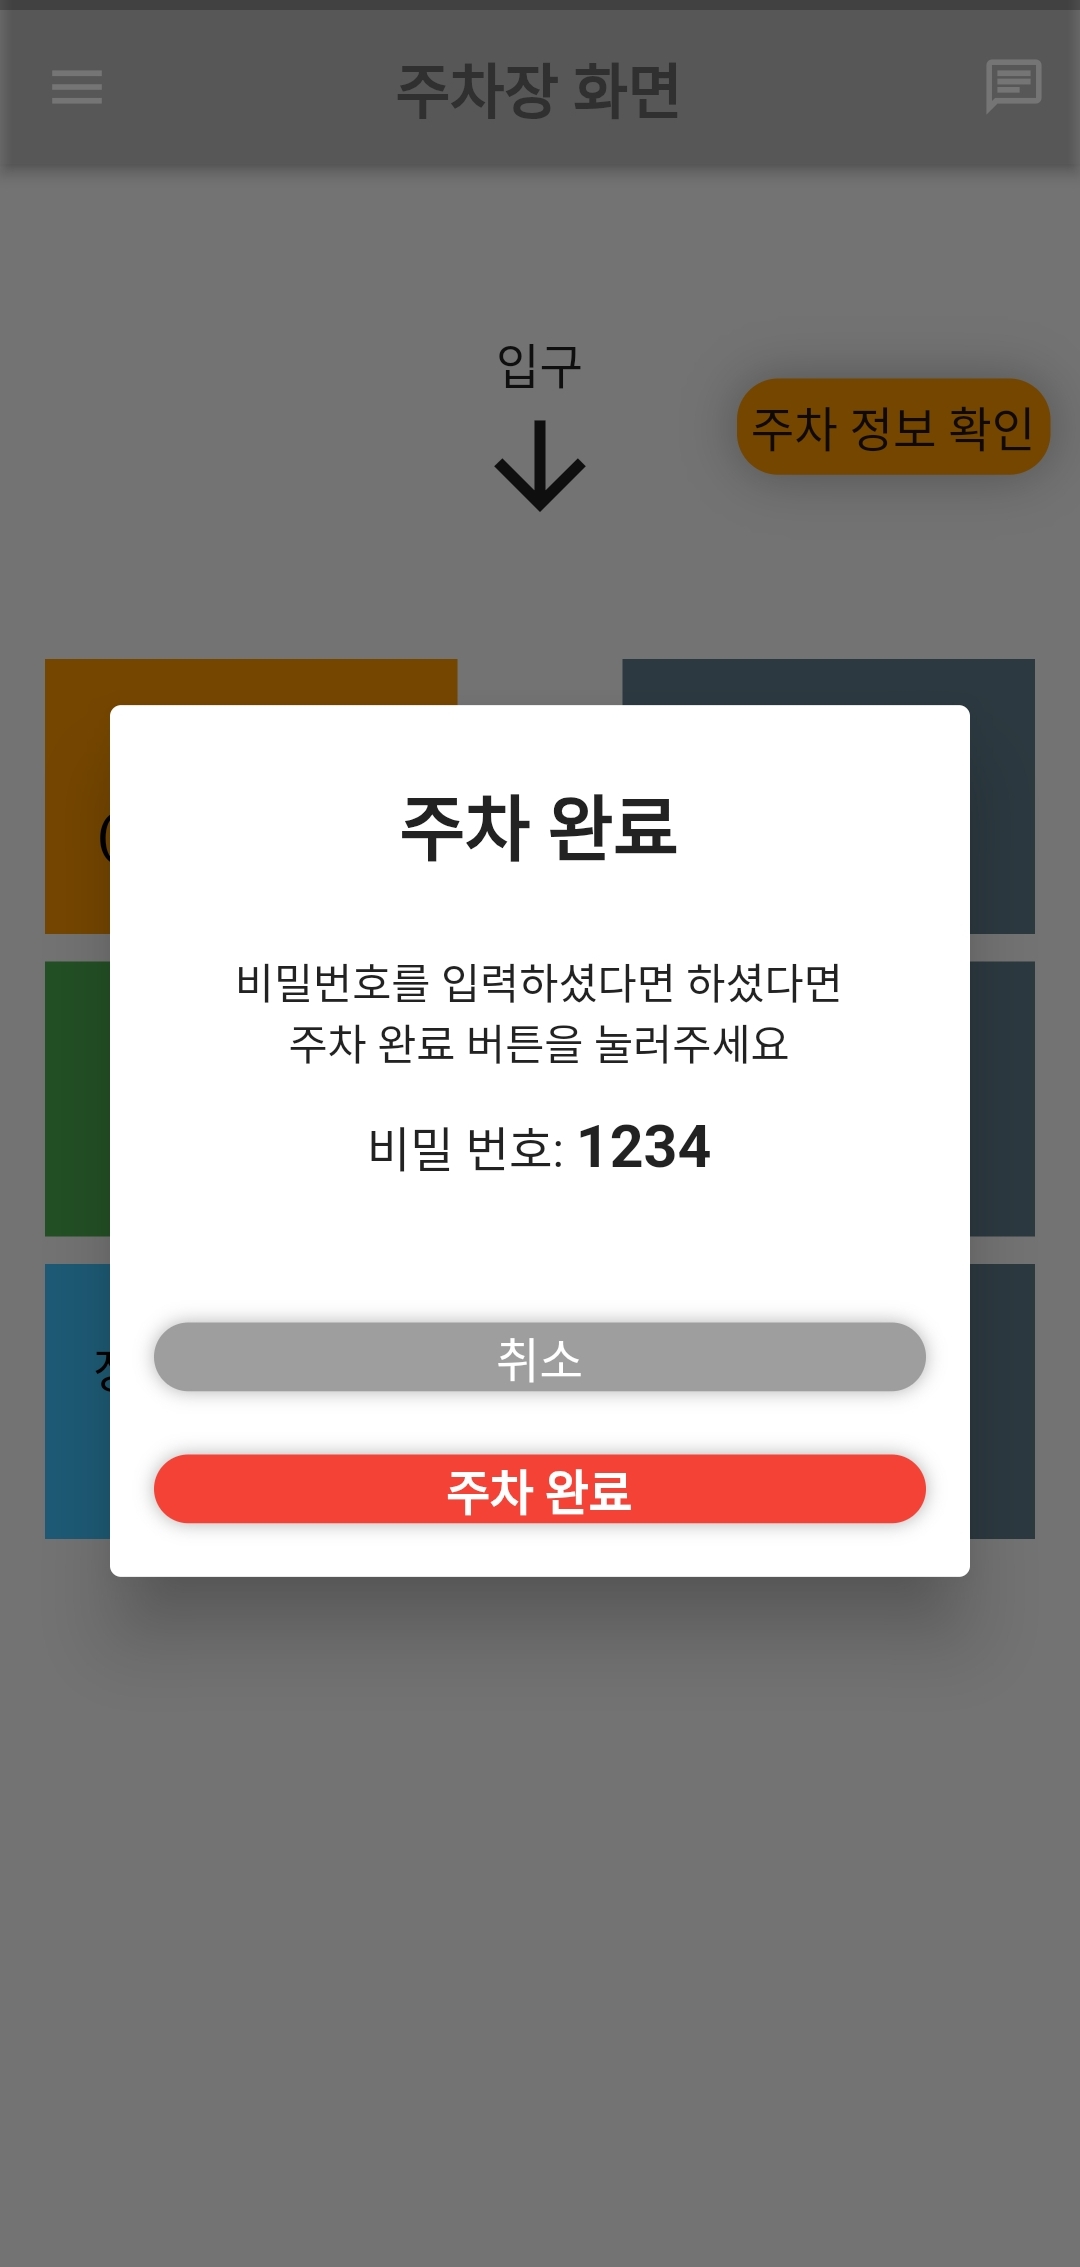 주차장 화면
입구
주차 정보 확인
(
주차 완료
비밀번호를 입력하셨다면 하셨다면
주차 완료 버튼을 눌러주세요
비밀 번호: 1234
취소
주차 완료